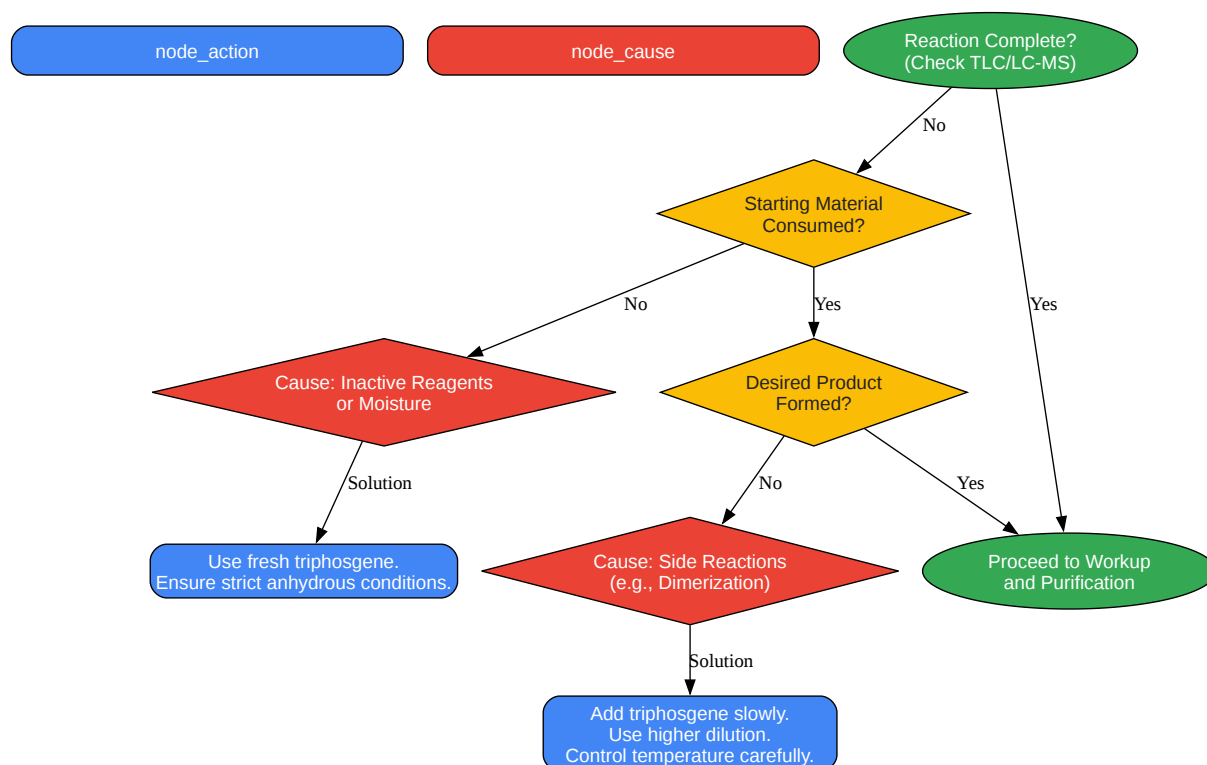 node_action
node_cause
Reaction Complete?
(Check TLC/LC-MS)
No
Starting Material
Consumed?
No
Yes
Yes
Cause: Inactive Reagents
or Moisture
Desired Product
Formed?
Solution
No
Yes
Use fresh triphosgene.
Ensure strict anhydrous conditions.
Cause: Side Reactions
(e.g., Dimerization)
Proceed to Workup
and Purification
Solution
Add triphosgene slowly.
Use higher dilution.
Control temperature carefully.